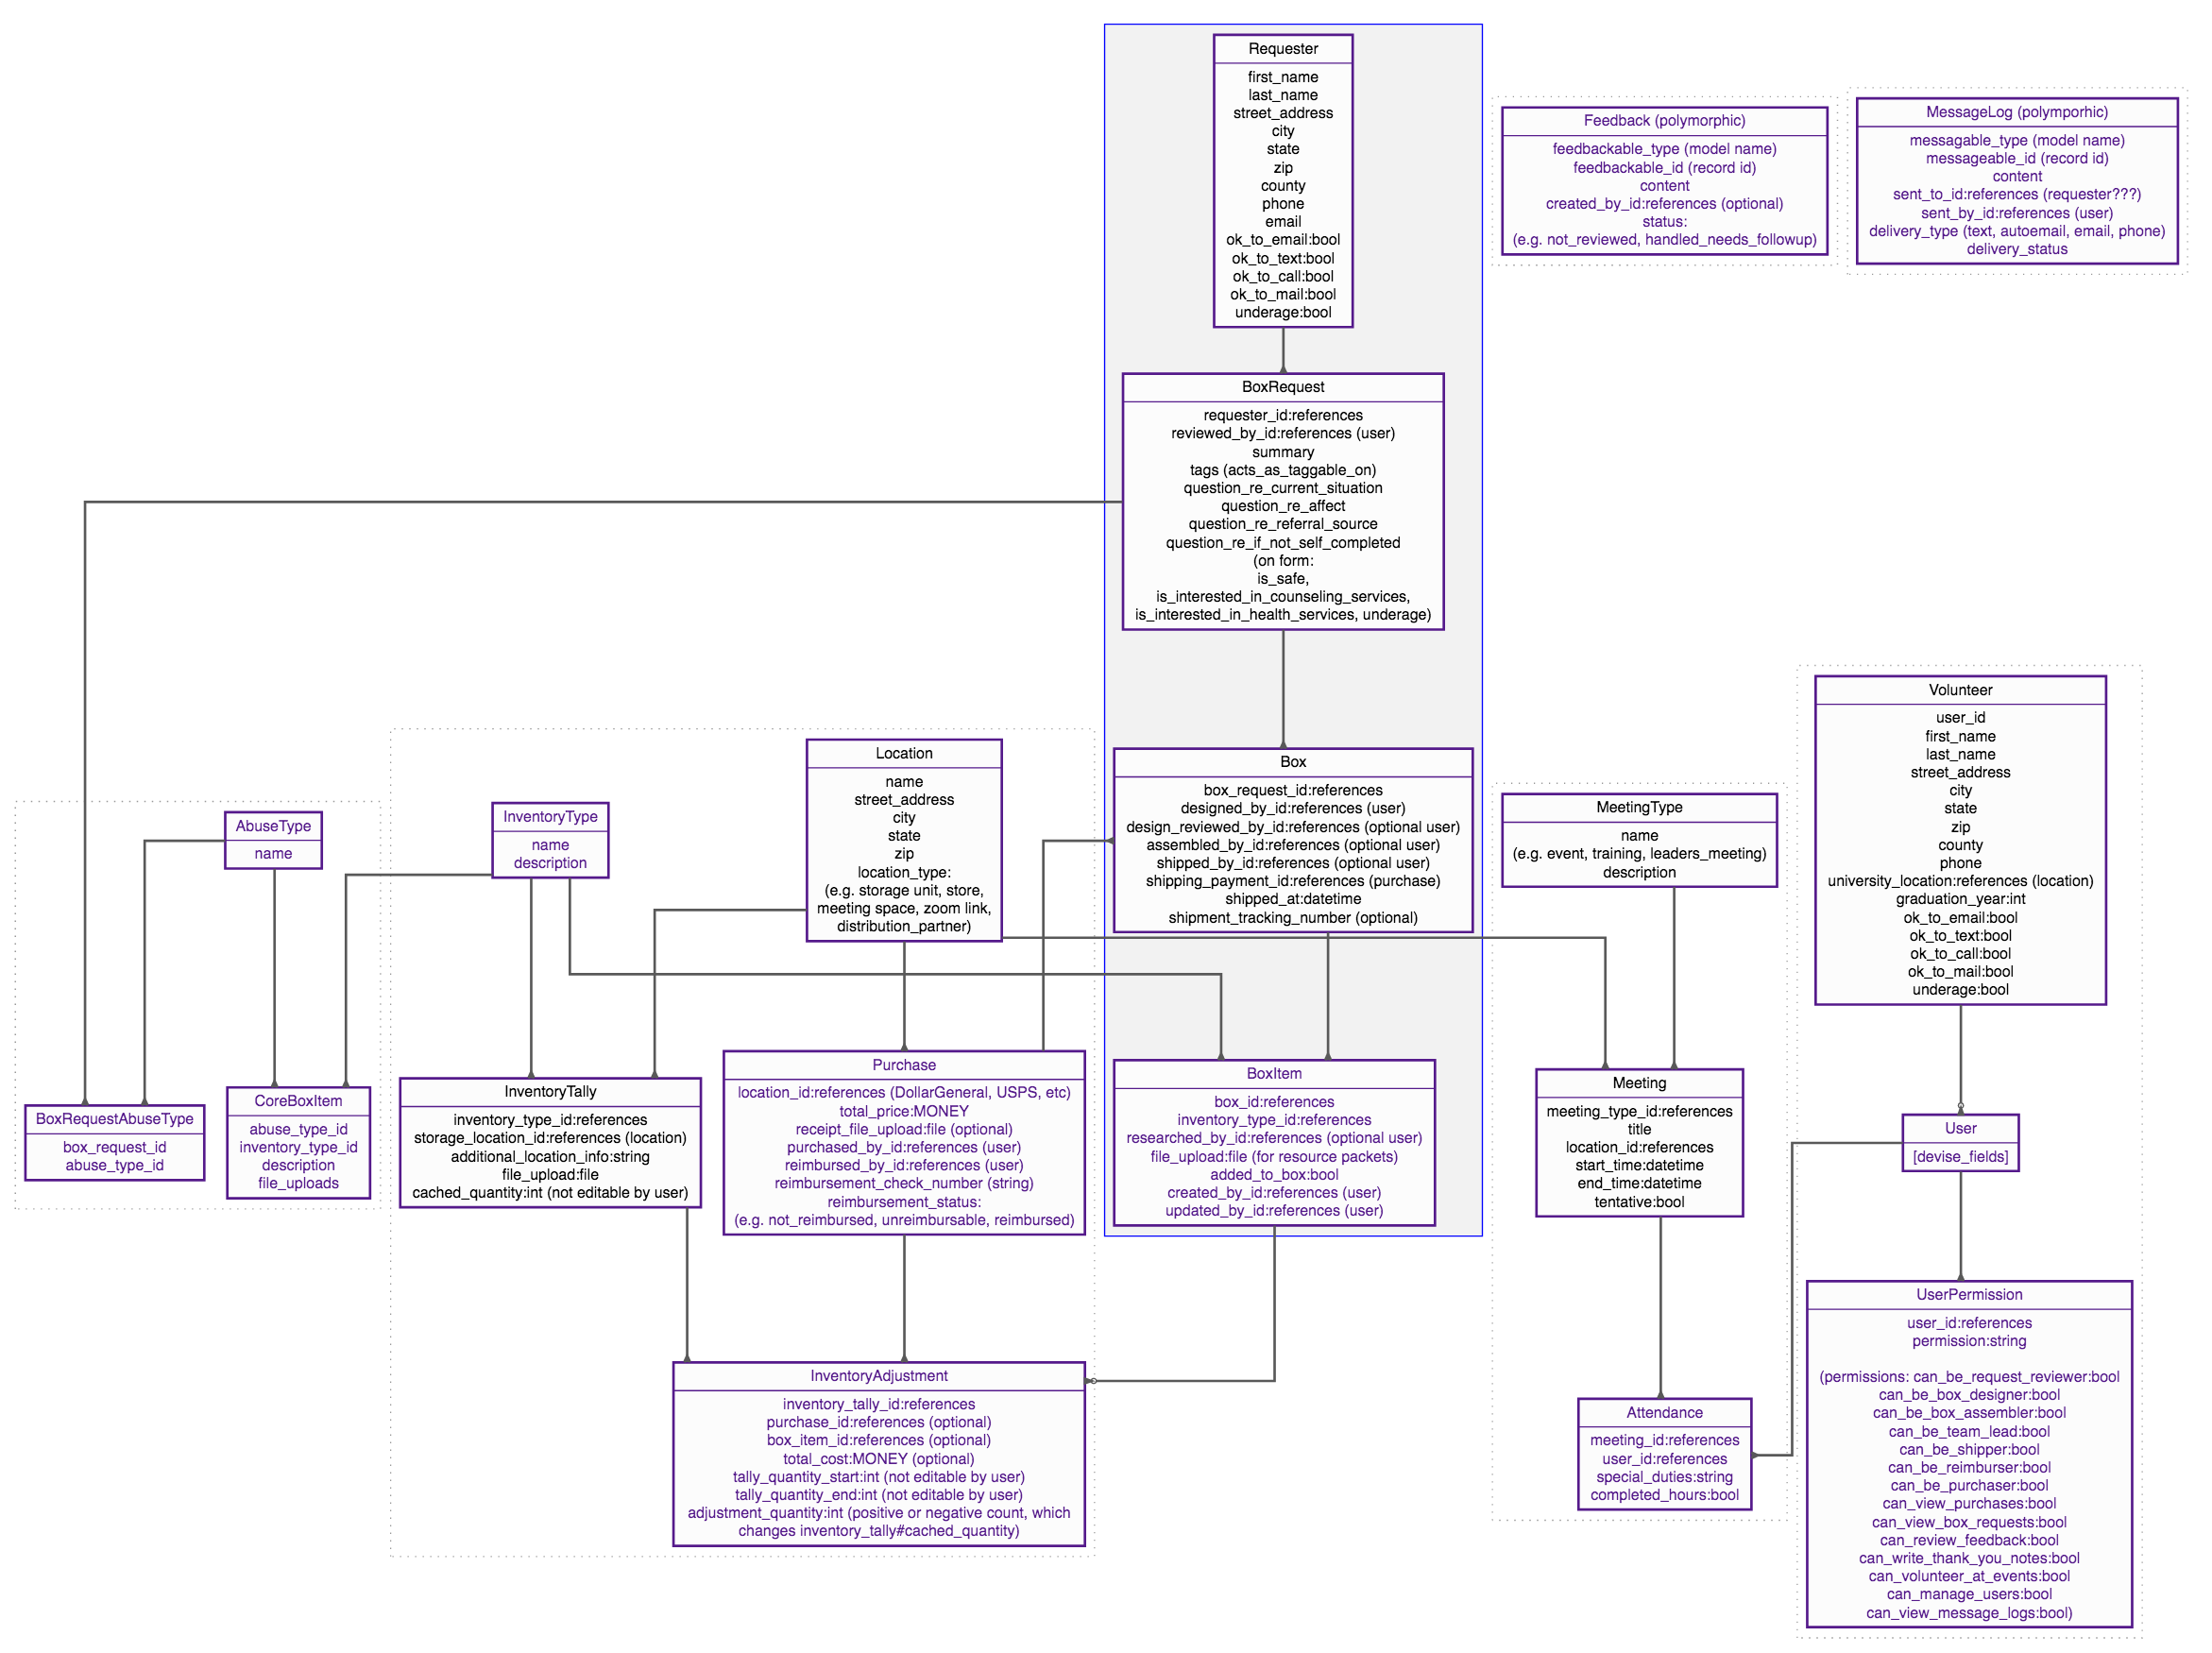 Requester
first_name
last_name
street_address
city
state
zip
county
phone
email
ok_to_email:bool
ok_to_text:bool
ok_to_call:bool
ok_to_mail:bool
underage:bool
Feedback (polymorphic)
feedbackable_type (model name)
feedbackable_id (record id)
content
created_by_id:references (optional)
status:
(e.g. not_reviewed, handled_needs_followup)
MessageLog (polymporhic)
messagable_type (model name)
messageable_id (record id)
content
sent_to_id:references (requester???)
sent_by_id:references (user)
delivery_type (text, autoemail, email, phone)
delivery_status
BoxRequest
requester_id:references
reviewed_by_id:references (user)
summary
tags (acts_as_taggable_on)
question_re_current_situation
question_re_affect
question_re_referral_source
question_re_if_not_self_completed
(on form:
is_safe,
is_interested_in_counseling_services,
is_interested_in_health_services, underage)
AbuseType
name
InventoryType
name
description
Location
name
street_address
city
state
zip
location_type:
(e.g. storage unit, store,
meeting space, zoom link,
distribution_partner)
Box
box_request_id:references
designed_by_id:references (user)
design_reviewed_by_id:references (optional user)
assembled_by_id:references (optional user)
shipped_by_id:references (optional user)
shipping_payment_id:references (purchase)
shipped_at:datetime
shipment_tracking_number (optional)
MeetingType
name
(e.g. event, training, leaders_meeting)
description
Volunteer
user_id
first_name
last_name
street_address
city
state
zip
county
phone
university_location:references (location)
graduation_year:int
ok_to_email:bool
ok_to_text:bool
ok_to_call:bool
ok_to_mail:bool
underage:bool
BoxRequestAbuseType
box_request_id
abuse_type_id
CoreBoxItem
abuse_type_id
inventory_type_id
description
file_uploads
InventoryTally
inventory_type_id:references
storage_location_id:references (location)
additional_location_info:string
file_upload:file
cached_quantity:int (not editable by user)
Purchase
location_id:references (DollarGeneral, USPS, etc)
total_price:MONEY
receipt_file_upload:file (optional)
purchased_by_id:references (user)
reimbursed_by_id:references (user)
reimbursement_check_number (string)
reimbursement_status:
(e.g. not_reimbursed, unreimbursable, reimbursed)
BoxItem
box_id:references
inventory_type_id:references
researched_by_id:references (optional user)
file_upload:file (for resource packets)
added_to_box:bool
created_by_id:references (user)
updated_by_id:references (user)
Meeting
meeting_type_id:references
title
location_id:references
start_time:datetime
end_time:datetime
tentative:bool
User
[devise_fields]
InventoryAdjustment
inventory_tally_id:references
purchase_id:references (optional)
box_item_id:references (optional)
total_cost:MONEY (optional)
tally_quantity_start:int (not editable by user)
tally_quantity_end:int (not editable by user)
adjustment_quantity:int (positive or negative count, which
changes inventory_tally#cached_quantity)
Attendance
meeting_id:references
user_id:references
special_duties:string
completed_hours:bool
UserPermission
user_id:references
permission:string
(permissions: can_be_request_reviewer:bool
can_be_box_designer:bool
can_be_box_assembler:bool
can_be_team_lead:bool
can_be_shipper:bool
can_be_reimburser:bool
can_be_purchaser:bool
can_view_purchases:bool
can_view_box_requests:bool
can_review_feedback:bool
can_write_thank_you_notes:bool
can_volunteer_at_events:bool
can_manage_users:bool
can_view_message_logs:bool)